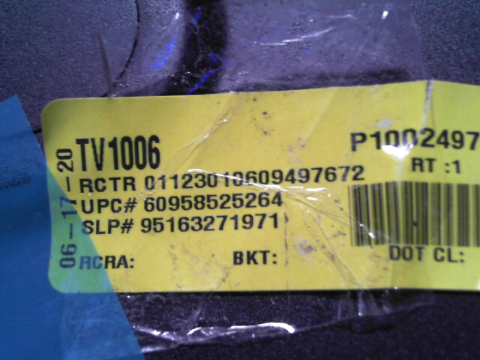 06-17-20
TV1006
P1002497
RT :1
RCTR 01123010609497672
UPC# 60958525264
SLP# 95163271971
RCRA: BKT: DOT CL: